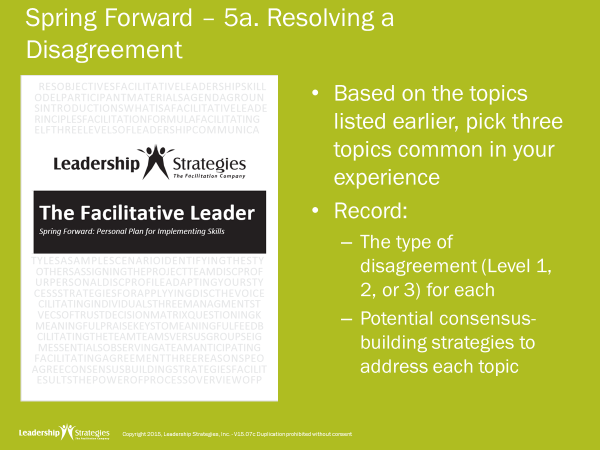 Spring Forward – 5a. Resolving a
Disagreement
RESOBJECTIVESFACILITATIVELEADERSHIPSKILL
ODELPARTICIPANTMATERIALSAGENDAGROUN
SINTRODUCTIONSWHATISAFACILITATIVELEADE
RINCIPLESFACILITATIONFORMULAFACILITATING
ELFTHREELEVELSOFLEADERSHIPCOMMUNICA
Leadership Strategies
The Facilitation Company
The Facilitative Leader
Spring Forward: Personal Plan for Implementing Skills
TYLESASAMPLESCENARIOIDENTIFYINGTHESTY
OTHERSASSIGNINGTHEPROJECTTEAMDISCPROF
URPERSONALDISCPROFILEADAPTINGYOURSTY
CESSSTRATEGIESFORAPPLYYINGDISCTHEVOICE
CILITATINGINDIVIDUALSTHREEMANAGMENTST
VECSOFTRUSTDECISIONMATRIXQUESTIONINGK
MEANINGFULPRAISEKEYSTOMEANINGFULFEEDB
CILITATINGTHETEAMTEAMSVERSUSGROUPSEIG
MESSENTIALSOBSERVINGATEAMANTICIPATING
FACILITATINGAGREEMENTTHREEREASONSPEO
AGREECONSENSUSBUILDINGSTRATEGIESFACILIT
ESULTSTHEPOWEROFPROCESSOVERVIEWOFP
• Based on the topics
listed earlier, pick three
topics common in your
experience
• Record:
– The type of
disagreement (Level 1,
2, or 3) for each
– Potential consensus-
building strategies to
address each topic
Leadership Strategies
The Facilitation Company
Copyright 2015, Leadership Strategies, Inc. - V15.07c Duplication prohibited without consent